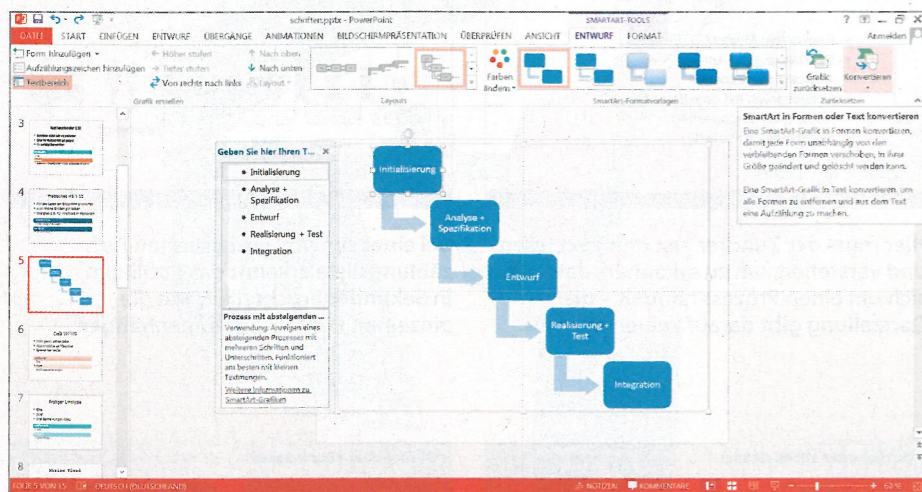 schriften.pptx - PowerPoint
SMARTART-TOOLS
DATEI START EINFÜGEN ENTWURF ÜBERGÄNGE ANIMATIONEN BILDSCHIRMPRÄSENTATION ÜBERPRÜFEN ANSICHT ENTWURF FORMAT
Anmelden
Form hinzufügen
Aufzählungszeichen hinzufügen
Textbereich
Höher stufen
Tiefer stufen
Von rechts nach links
Nach oben
Nach unten
Layout
Grafik erstellen
Layouts
Farben
ändern
SmartArt-Formatvorlagen
Grafik
zurücksetzen
Konvertieren
Zurücksetzen
SmartArt in Formen oder Text konvertieren
Eine SmartArt-Grafik in Formen konvertieren,
damit jede Form unabhängig von den
verbleibenden Formen verschoben, in ihrer
Größe geändert und gelöscht werden kann.
Eine SmartArt-Grafik in Text konvertieren, um
alle Formen zu entfernen und aus dem Text
eine Aufzählung zu machen.
3
4
5
6
7
8
Geben Sie hier Ihren T...
• Initialisierung
• Analyse +
Spezifikation
• Entwurf
• Realisierung + Test
• Integration
Prozess mit absteigenden ...
Verwendung: Anzeigen eines
absteigenden Prozesses mit
mehreren Schritten und
Unterschritten. Funktioniert
am besten mit kleinen
Textmengen.
Weitere Informationen zu
SmartArt-Grafiken
Initialisierung
Analyse +
Spezifikation
Entwurf
Realisierung +
Test
Integration
FOLIE 5 VON 15
DEUTSCH (DEUTSCHLAND)
NOTIZEN
KOMMENTARE